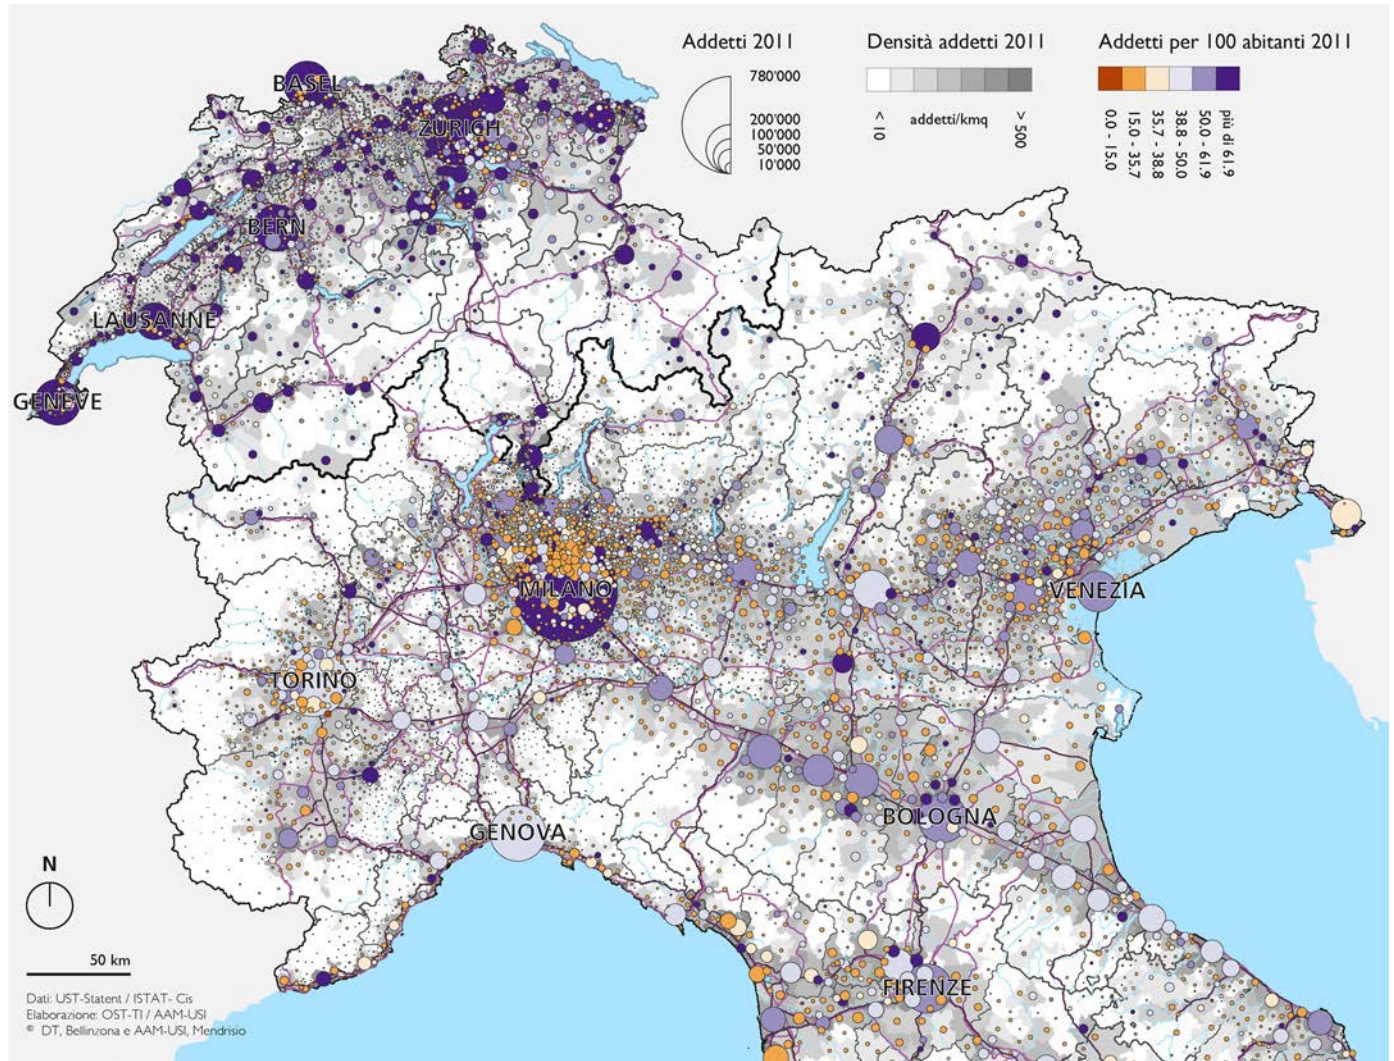 Addetti 2011
780'000
200'000
100'000
50'000
10'000
Densità addetti 2011
< 10
addetti/kmq
> 500
Addetti per 100 abitanti 2011
0.0 - 15.0
15.0 - 35.7
35.7 - 38.8
38.8 - 50.0
50.0 - 61.9
più di 61.9
BASEL
ZURICH
BERN
LAUSANNE
GENEVE
MILANO
VENEZIA
TORINO
GENOVA
BOLOGNA
FIRENZE
N
50 km
Dati: UST-Statent / ISTAT- Cis
Elaborazione: OST-TI / AAM-USI
© DT, Bellinzona e AAM-USI, Mendrisio